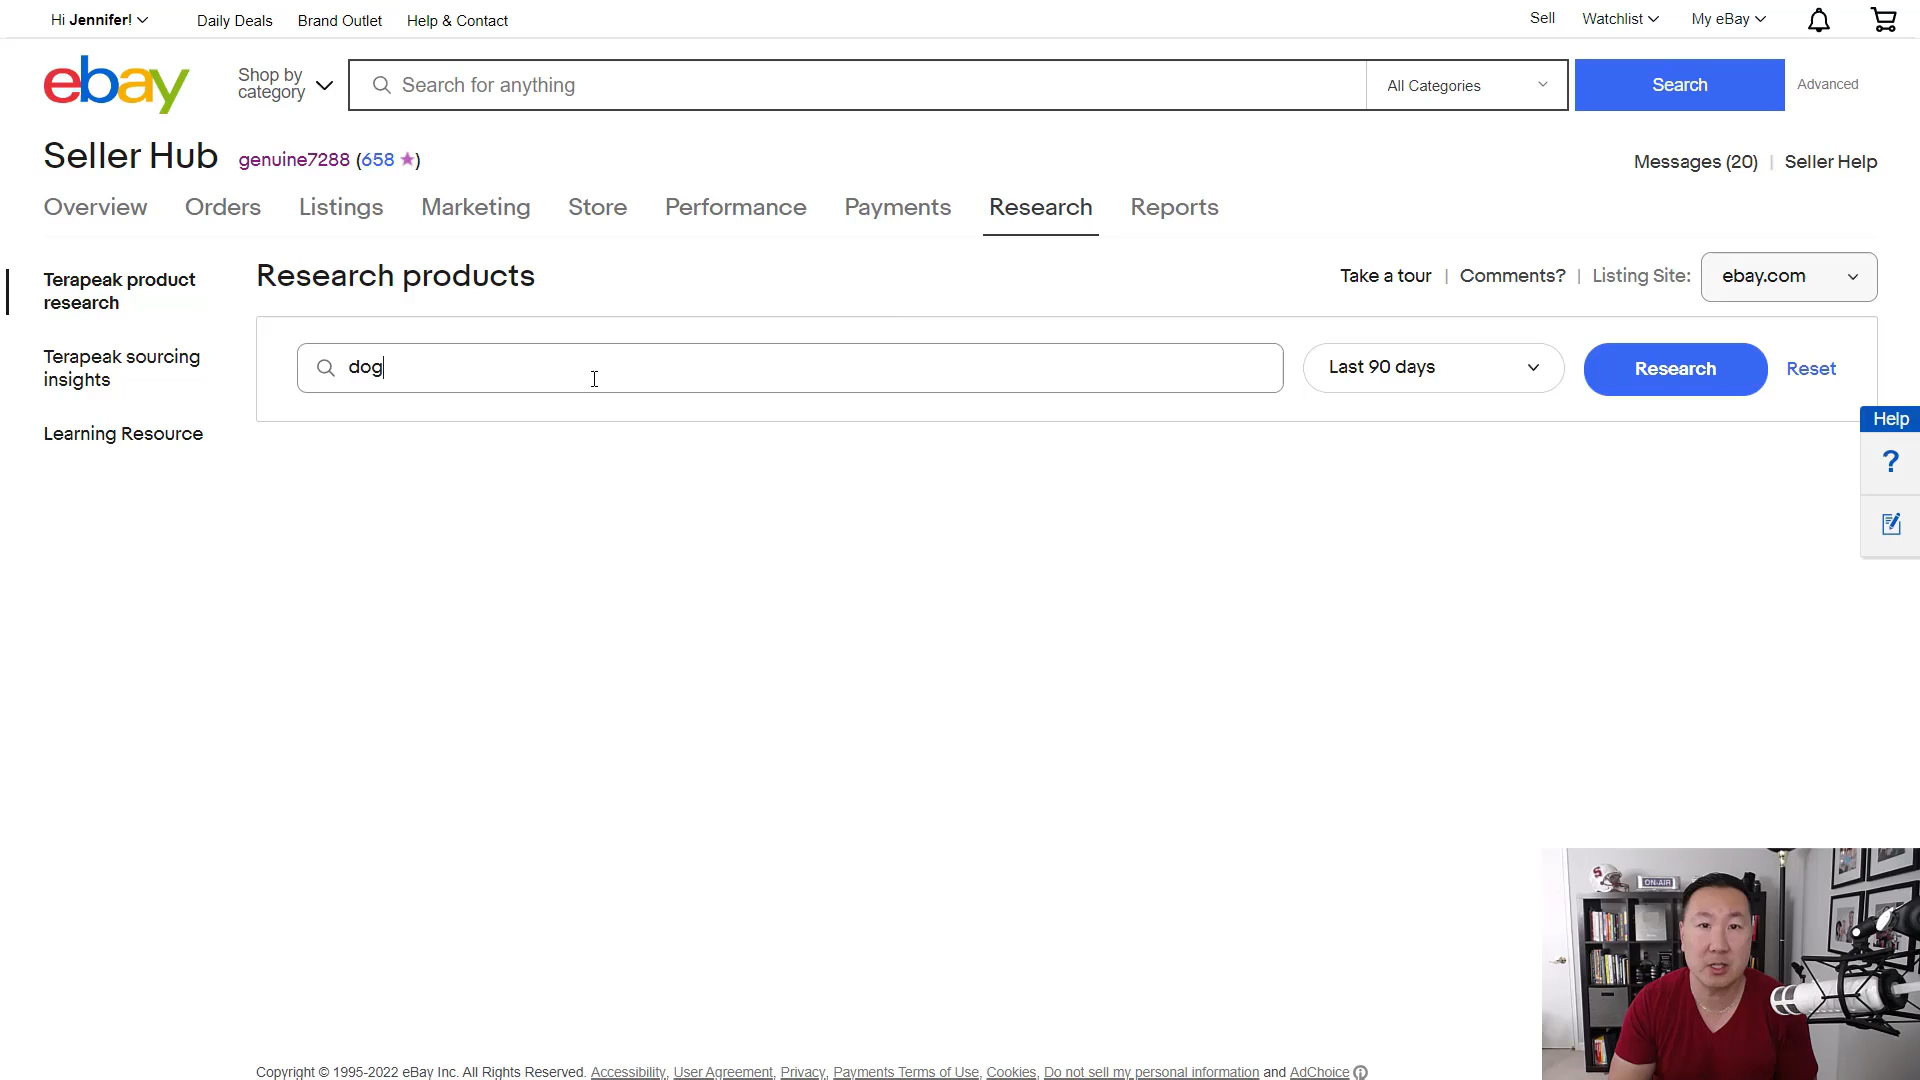 Hi Jennifer!
Daily Deals
Brand Outlet
Help & Contact
Sell
Watchlist
My eBay
ebay
Shop by
category
Search for anything
All Categories
Search
Advanced
Seller Hub
genuine7288 (658 ★)
Messages (20) | Seller Help
Overview
Orders
Listings
Marketing
Store
Performance
Payments
Research
Reports
Terapeak product
research
Terapeak sourcing
insights
Learning Resource
Research products
Take a tour | Comments? | Listing Site:
ebay.com
dog
Last 90 days
Research
Reset
Help
?
ON-AIR
S
Copyright © 1995-2022 eBay Inc. All Rights Reserved. Accessibility, User Agreement, Privacy, Payments Terms of Use, Cookies, Do not sell my personal information and AdChoice